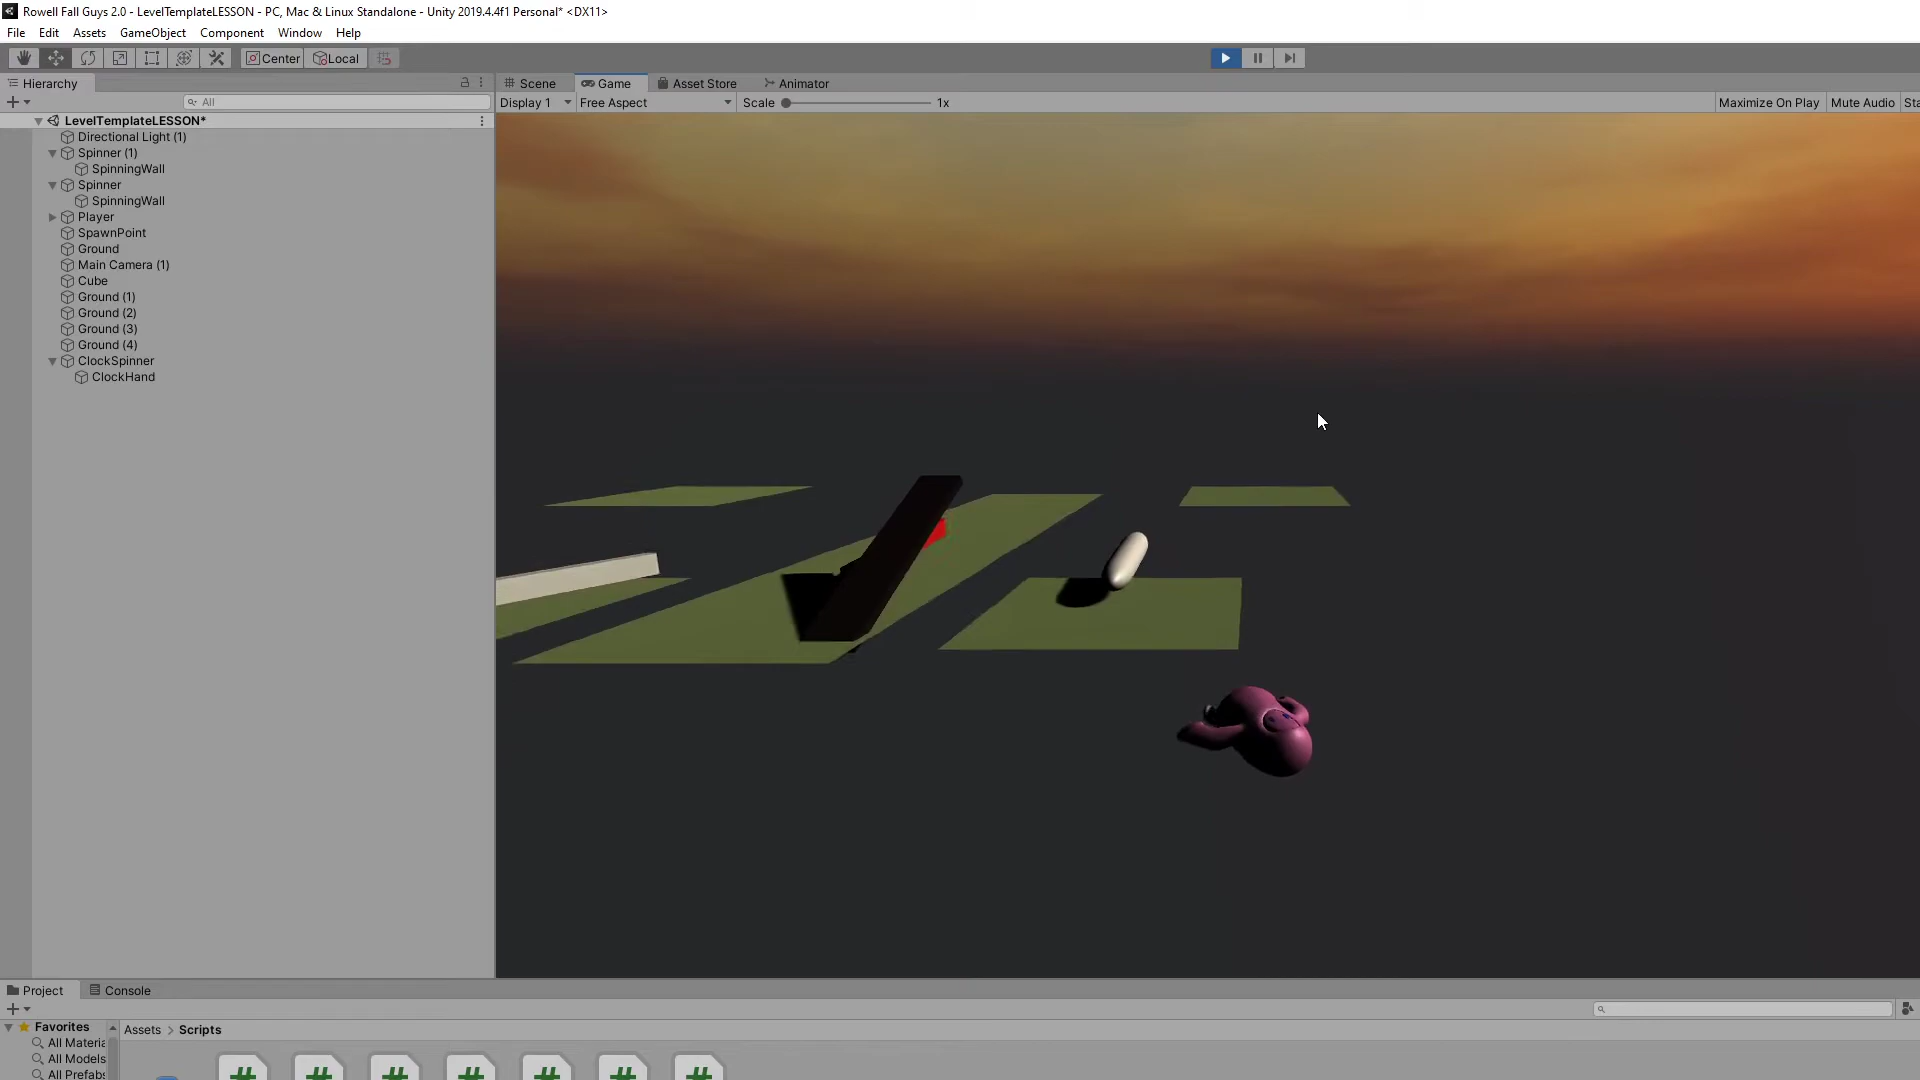 Rowell Fall Guys 2.0 - LevelTemplateLESSON - PC, Mac & Linux Standalone - Unity 2019.4.4f1 Personal* <DX11>
File Edit Assets GameObject Component Window Help
Center Local
Hierarchy
Scene Game Asset Store Animator
All
Display 1 Free Aspect Scale 1x Maximize On Play Mute Audio Sta
LevelTemplateLESSON*
Directional Light (1)
Spinner (1)
SpinningWall
Spinner
SpinningWall
Player
SpawnPoint
Ground
Main Camera (1)
Cube
Ground (1)
Ground (2)
Ground (3)
Ground (4)
ClockSpinner
ClockHand
Project Console
Favorites
Assets > Scripts
All Materia
All Models
All Prefabs
# # # # # # #